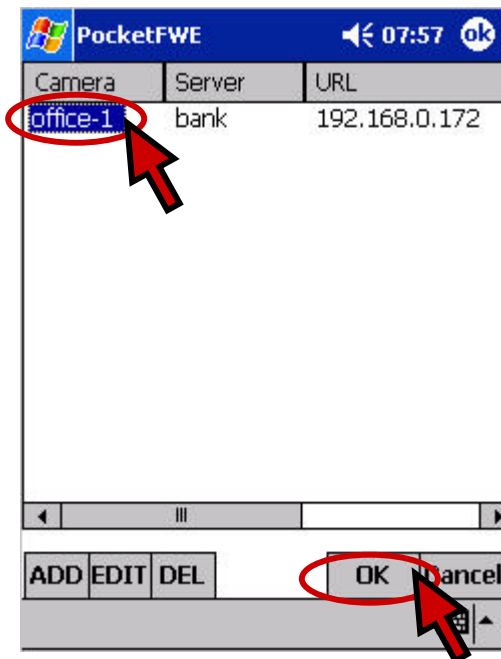 PocketFWE 07:57 ok
Camera Server URL
office-1 bank 192.168.0.172
ADD EDIT DEL OK Cancel